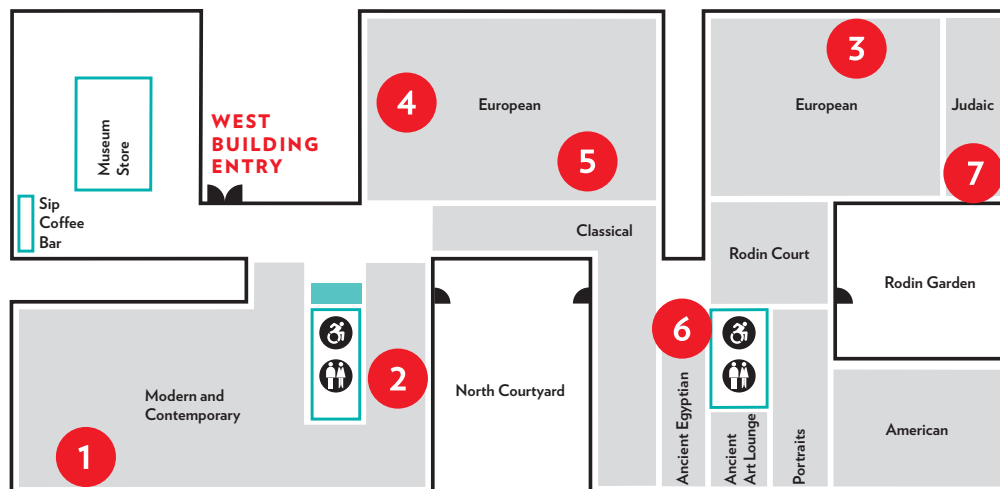 3
4
European
European
Judaic
WEST
BUILDING
ENTRY
Museum
Store
5
7
Sip
Coffee
Bar
Classical
Rodin Court
Rodin Garden
6
2
Modern and
Contemporary
North Courtyard
Ancient Egyptian
Ancient
Art Lounge
Portraits
American
1